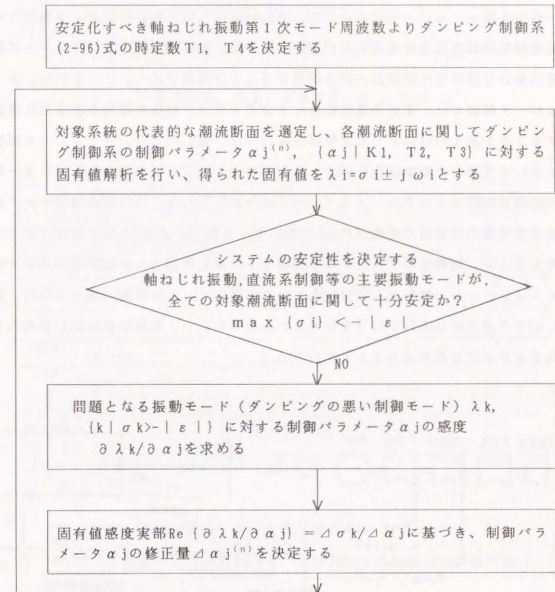 安定化すべき軸ねじれ振動第1次モード周波数よりダンピング制御系
(2-96)式の時定数T1, T4を決定する
対象系統の代表的な潮流断面を選定し、各潮流断面に関してダンピ
ング制御系の制御パラメータαj⁽ⁿ⁾, {αj|K1, T2, T3} に対する
固有値解析を行い、得られた固有値をλi=σi±jωiとする
システムの安定性を決定する
軸ねじれ振動,直流系制御等の主要振動モードが,
全ての対象潮流断面に関して十分安定か?
max {σi} <-|ε|
NO
問題となる振動モード(ダンピングの悪い制御モード)λk,
{k|σk>-|ε|} に対する制御パラメータαjの感度
∂λk/∂αjを求める
固有値感度実部Re {∂λk/∂αj} =⊿σk/⊿αjに基づき、制御パラ
メータαjの修正量⊿αj⁽ⁿ⁾を決定する